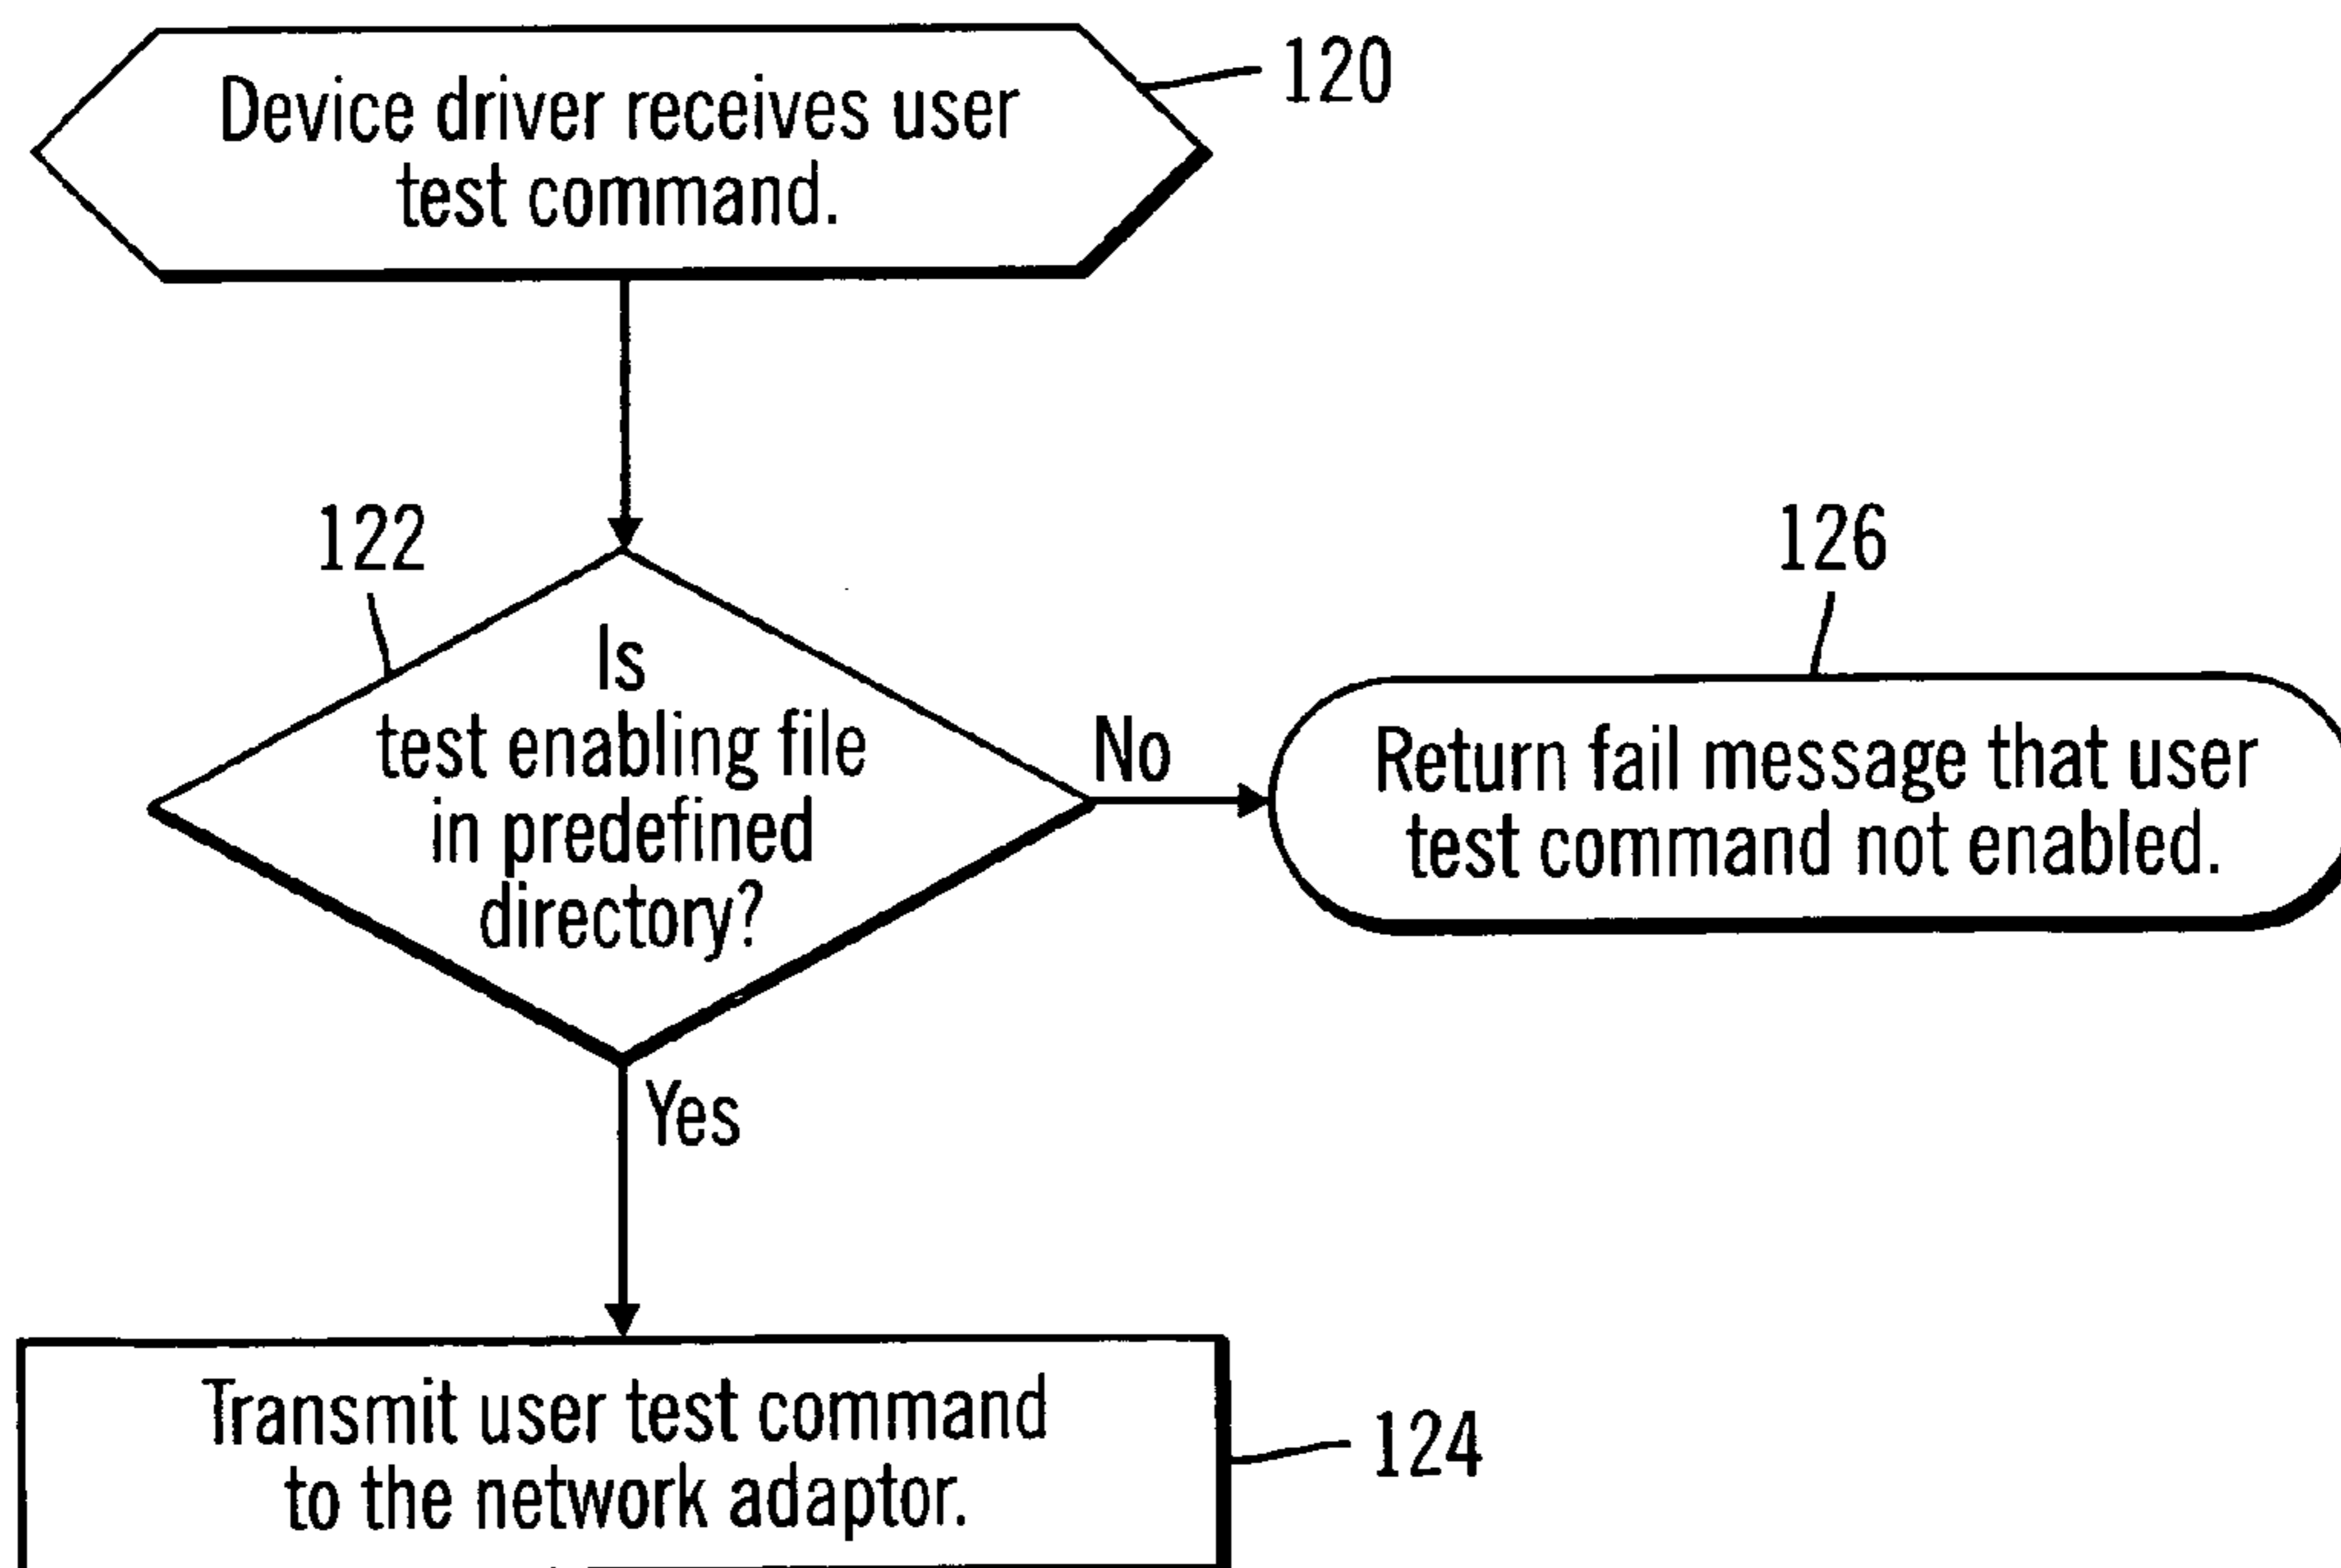 Device driver receives user
test command.
120
122
Is
test enabling file
in predefined
directory?
No
126
Return fail message that user
test command not enabled.
Yes
Transmit user test command
to the network adaptor.
124